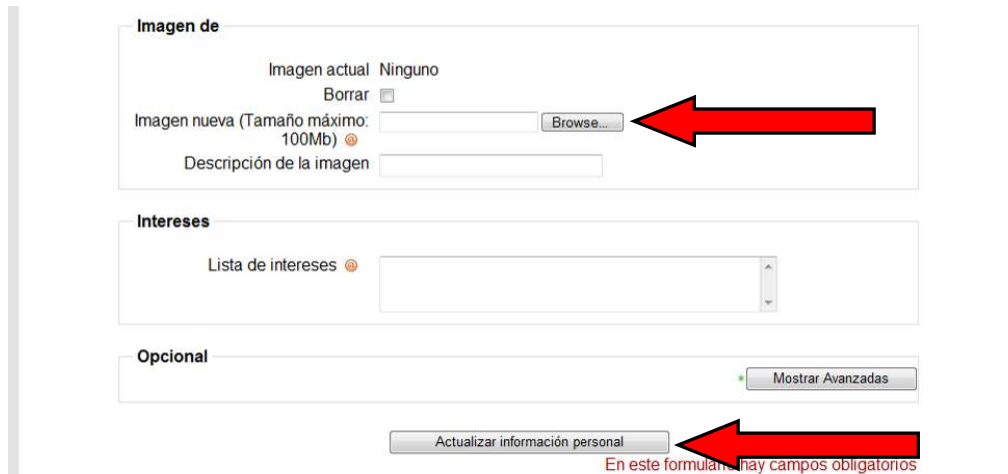 Imagen de
Imagen actual Ninguno
Borrar
Imagen nueva (Tamaño máximo: Browse...
100Mb)
Descripción de la imagen
Intereses
Lista de intereses
Opcional
* Mostrar Avanzadas
Actualizar información personal
En este formulario hay campos obligatorios